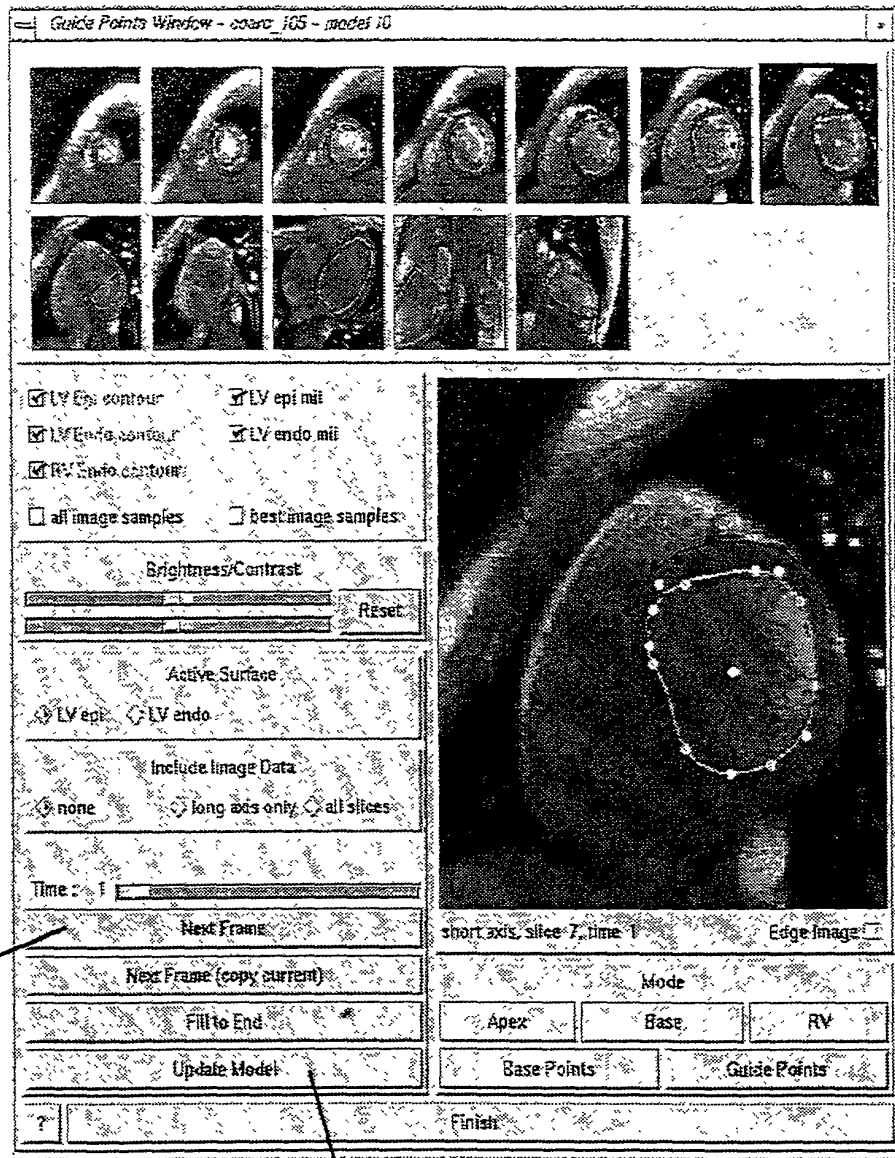 Guide Points Window - coarc_105 - model 10
LV Epi contour LV epi mil
LV Endo contour LV endo mil
RV Endo contour
all image samples best image samples
Brightness/Contrast
Reset
Active Surface
LV epi LV endo
Include Image Data
none long axis only all slices
Time : 1
Next Frame
Next Frame (copy current)
Fill to End
Update Model
short axis, slice 7, time 1 Edge Image
Mode
Apex Base RV
Base Points Guide Points
? Finish